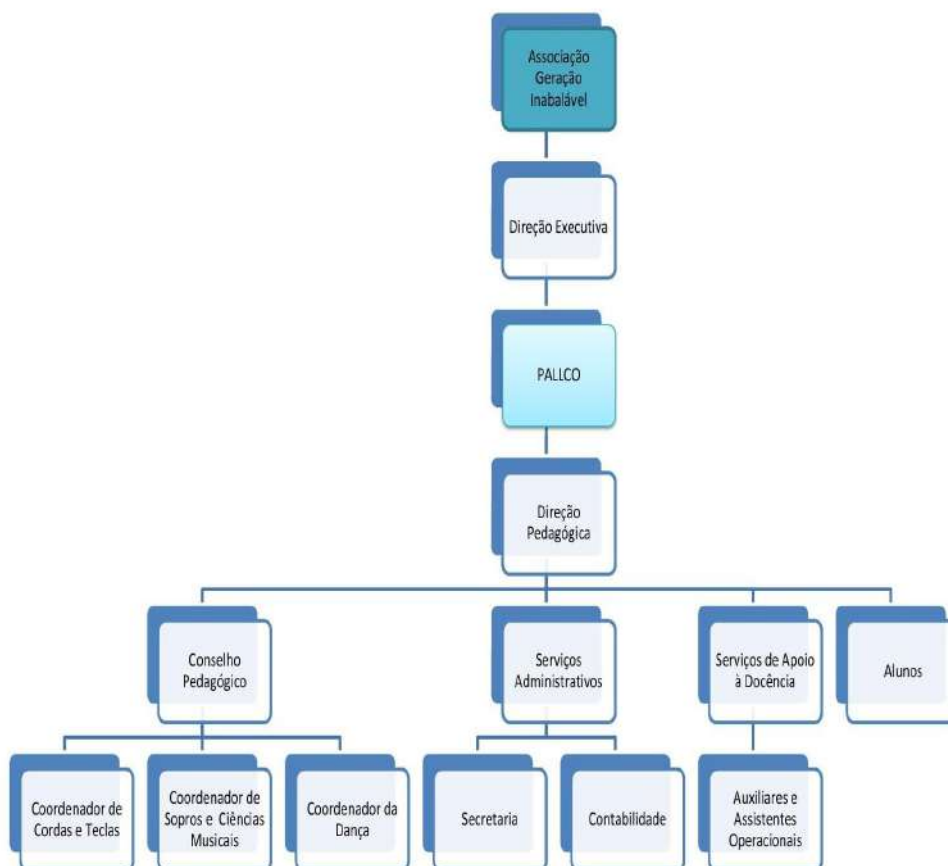 Associação
Geração
Inabalável
Direção Executiva
PALLCO
Direção
Pedagógica
Conselho
Pedagógico
Serviços
Administrativos
Serviços de Apoio
à Docência
Alunos
Coordenador de
Cordas e Teclas
Coordenador de
Sopros e Ciências
Musicais
Coordenador da
Dança
Secretaria
Contabilidade
Auxiliares e
Assistentes
Operacionais